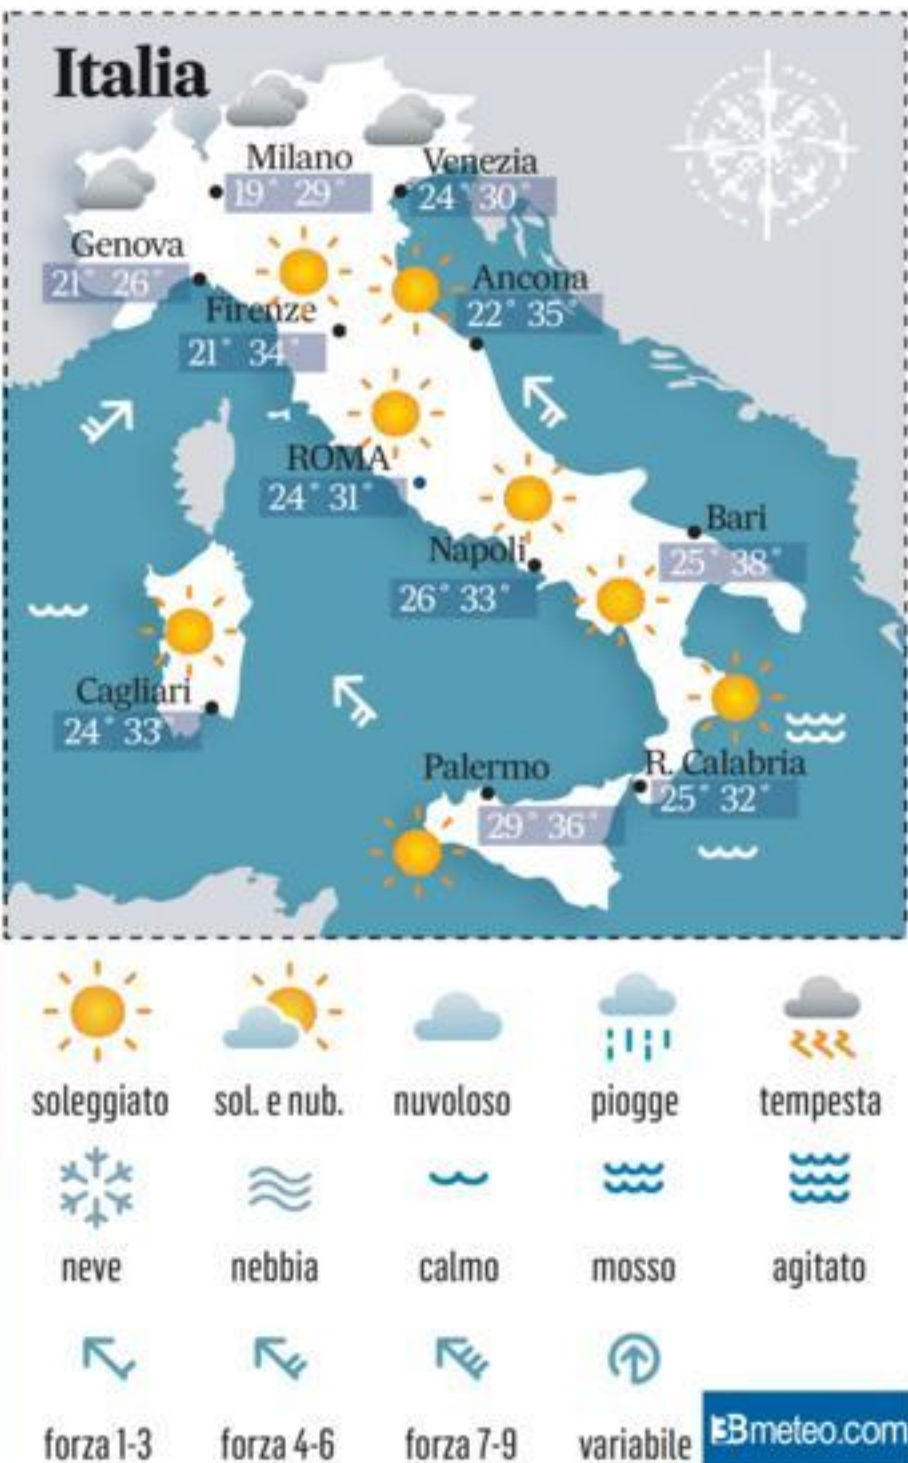 Italia
Milano
19° 29°
Venezia
24° 30°
Genova
21° 26°
Ancona
22° 35°
Firenze
21° 34°
ROMA
24° 31°
Bari
25° 38°
Napoli
26° 33°
Cagliari
24° 33°
Palermo
29° 36°
R. Calabria
25° 32°
soleggiato
sol. e nub.
nuvoloso
piogge
tempesta
neve
nebbia
calmo
mosso
agitato
forza 1-3
forza 4-6
forza 7-9
variabile
3Bmeteo.com